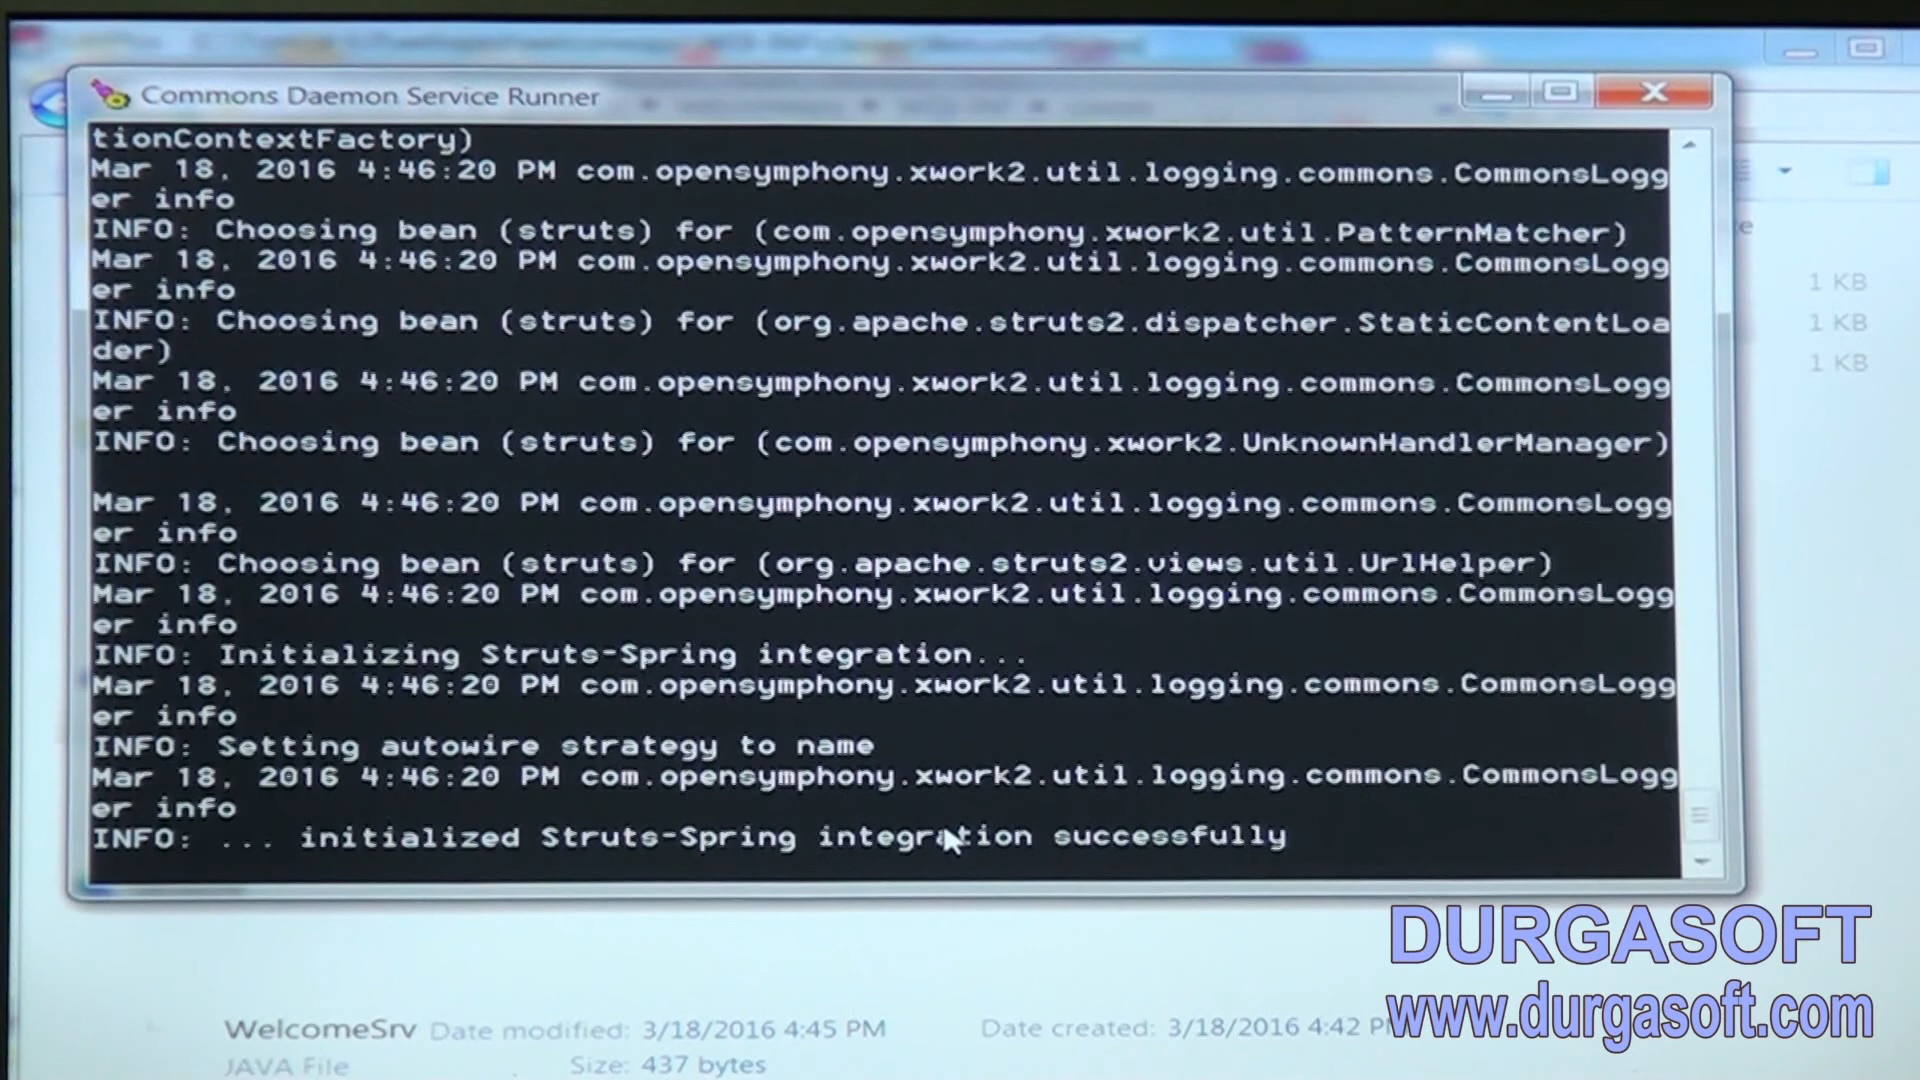 Commons Daemon Service Runner
tionContextFactory)
Mar 18, 2016 4:46:20 PM com.opensymphony.xwork2.util.logging.commons.CommonsLogg
er info
INFO: Choosing bean (struts) for (com.opensymphony.xwork2.util.PatternMatcher)
Mar 18, 2016 4:46:20 PM com.opensymphony.xwork2.util.logging.commons.CommonsLogg
er info
INFO: Choosing bean (struts) for (org.apache.struts2.dispatcher.StaticContentLoa
der)
Mar 18, 2016 4:46:20 PM com.opensymphony.xwork2.util.logging.commons.CommonsLogg
er info
INFO: Choosing bean (struts) for (com.opensymphony.xwork2.UnknownHandlerManager)
Mar 18, 2016 4:46:20 PM com.opensymphony.xwork2.util.logging.commons.CommonsLogg
er info
INFO: Choosing bean (struts) for (org.apache.struts2.views.util.UrlHelper)
Mar 18, 2016 4:46:20 PM com.opensymphony.xwork2.util.logging.commons.CommonsLogg
er info
INFO: Initializing Struts-Spring integration...
Mar 18, 2016 4:46:20 PM com.opensymphony.xwork2.util.logging.commons.CommonsLogg
er info
INFO: Setting autowire strategy to name
Mar 18, 2016 4:46:20 PM com.opensymphony.xwork2.util.logging.commons.CommonsLogg
er info
INFO: ... initialized Struts-Spring integration successfully
1 KB
1 KB
1 KB
WelcomeSrv Date modified: 3/18/2016 4:45 PM Date created: 3/18/2016 4:42 P
JAVA File Size: 437 bytes
DURGASOFT
www.durgasoft.com